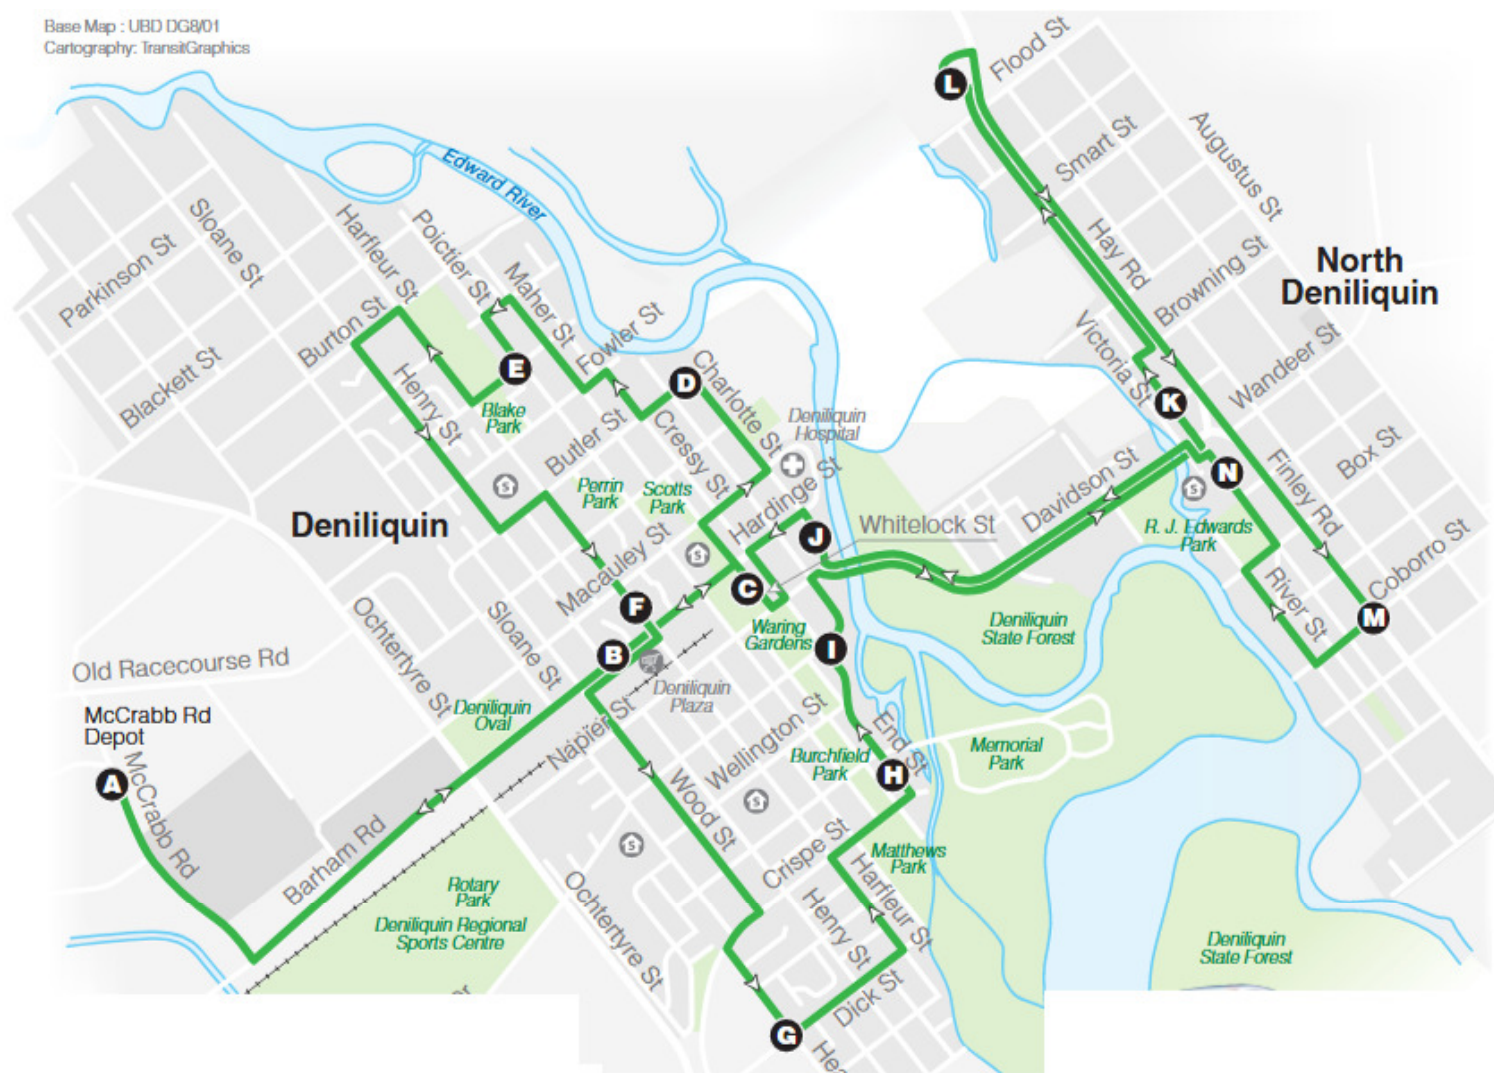 Base Map : UBD DG8/01
Cartography: TransitGraphics
Flood St
L
Smart St
Augustus St
Edward River
Sloane St
Harfleur St
Poictier St
Parkinson St
Maher St
Hay Rd
Browning St
North
Deniliquin
Burton St
Fowler St
Victoria St
Wandeer St
Blackett St
Henry St
E
D
Charlotte St
K
Blake
Park
Butler St
Cressy St
Deniliquin
Hospital
Box St
Davidson St
Finley Rd
N
S
Perrin
Park
Scotts
Park
Hardinge St
S
Deniliquin
Macauley St
S
J
Whitelock St
R. J. Edwards
Park
Coborro St
C
F
Ochtertyre St
Sloane St
Waring
Gardens
Deniliquin
State Forest
River St
M
Old Racecourse Rd
B
I
Deniliquin
Plaza
McCrabb Rd
Depot
Deniliquin
Oval
Napier St
Wellington St
End St
Memorial
Park
A
McCrabb Rd
Burchfield
Park
H
Wood St
S
Barham Rd
S
Crispe St
Matthews
Park
Harfleur St
Rotary
Park
Deniliquin Regional
Sports Centre
Ochtertyre St
Henry St
Deniliquin
State Forest
Dick St
G